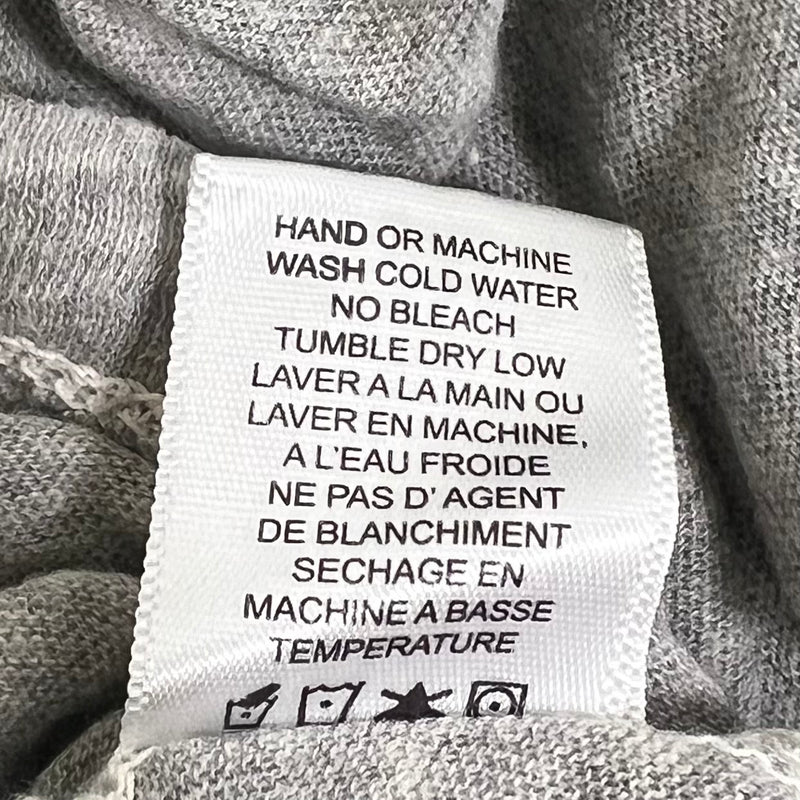 HAND OR MACHINE
WASH COLD WATER
NO BLEACH
TUMBLE DRY LOW
LAVER A LA MAIN OU
LAVER EN MACHINE,
A L'EAU FROIDE
NE PAS D' AGENT
DE BLANCHIMENT
SECHAGE EN
MACHINE A BASSE
TEMPERATURE